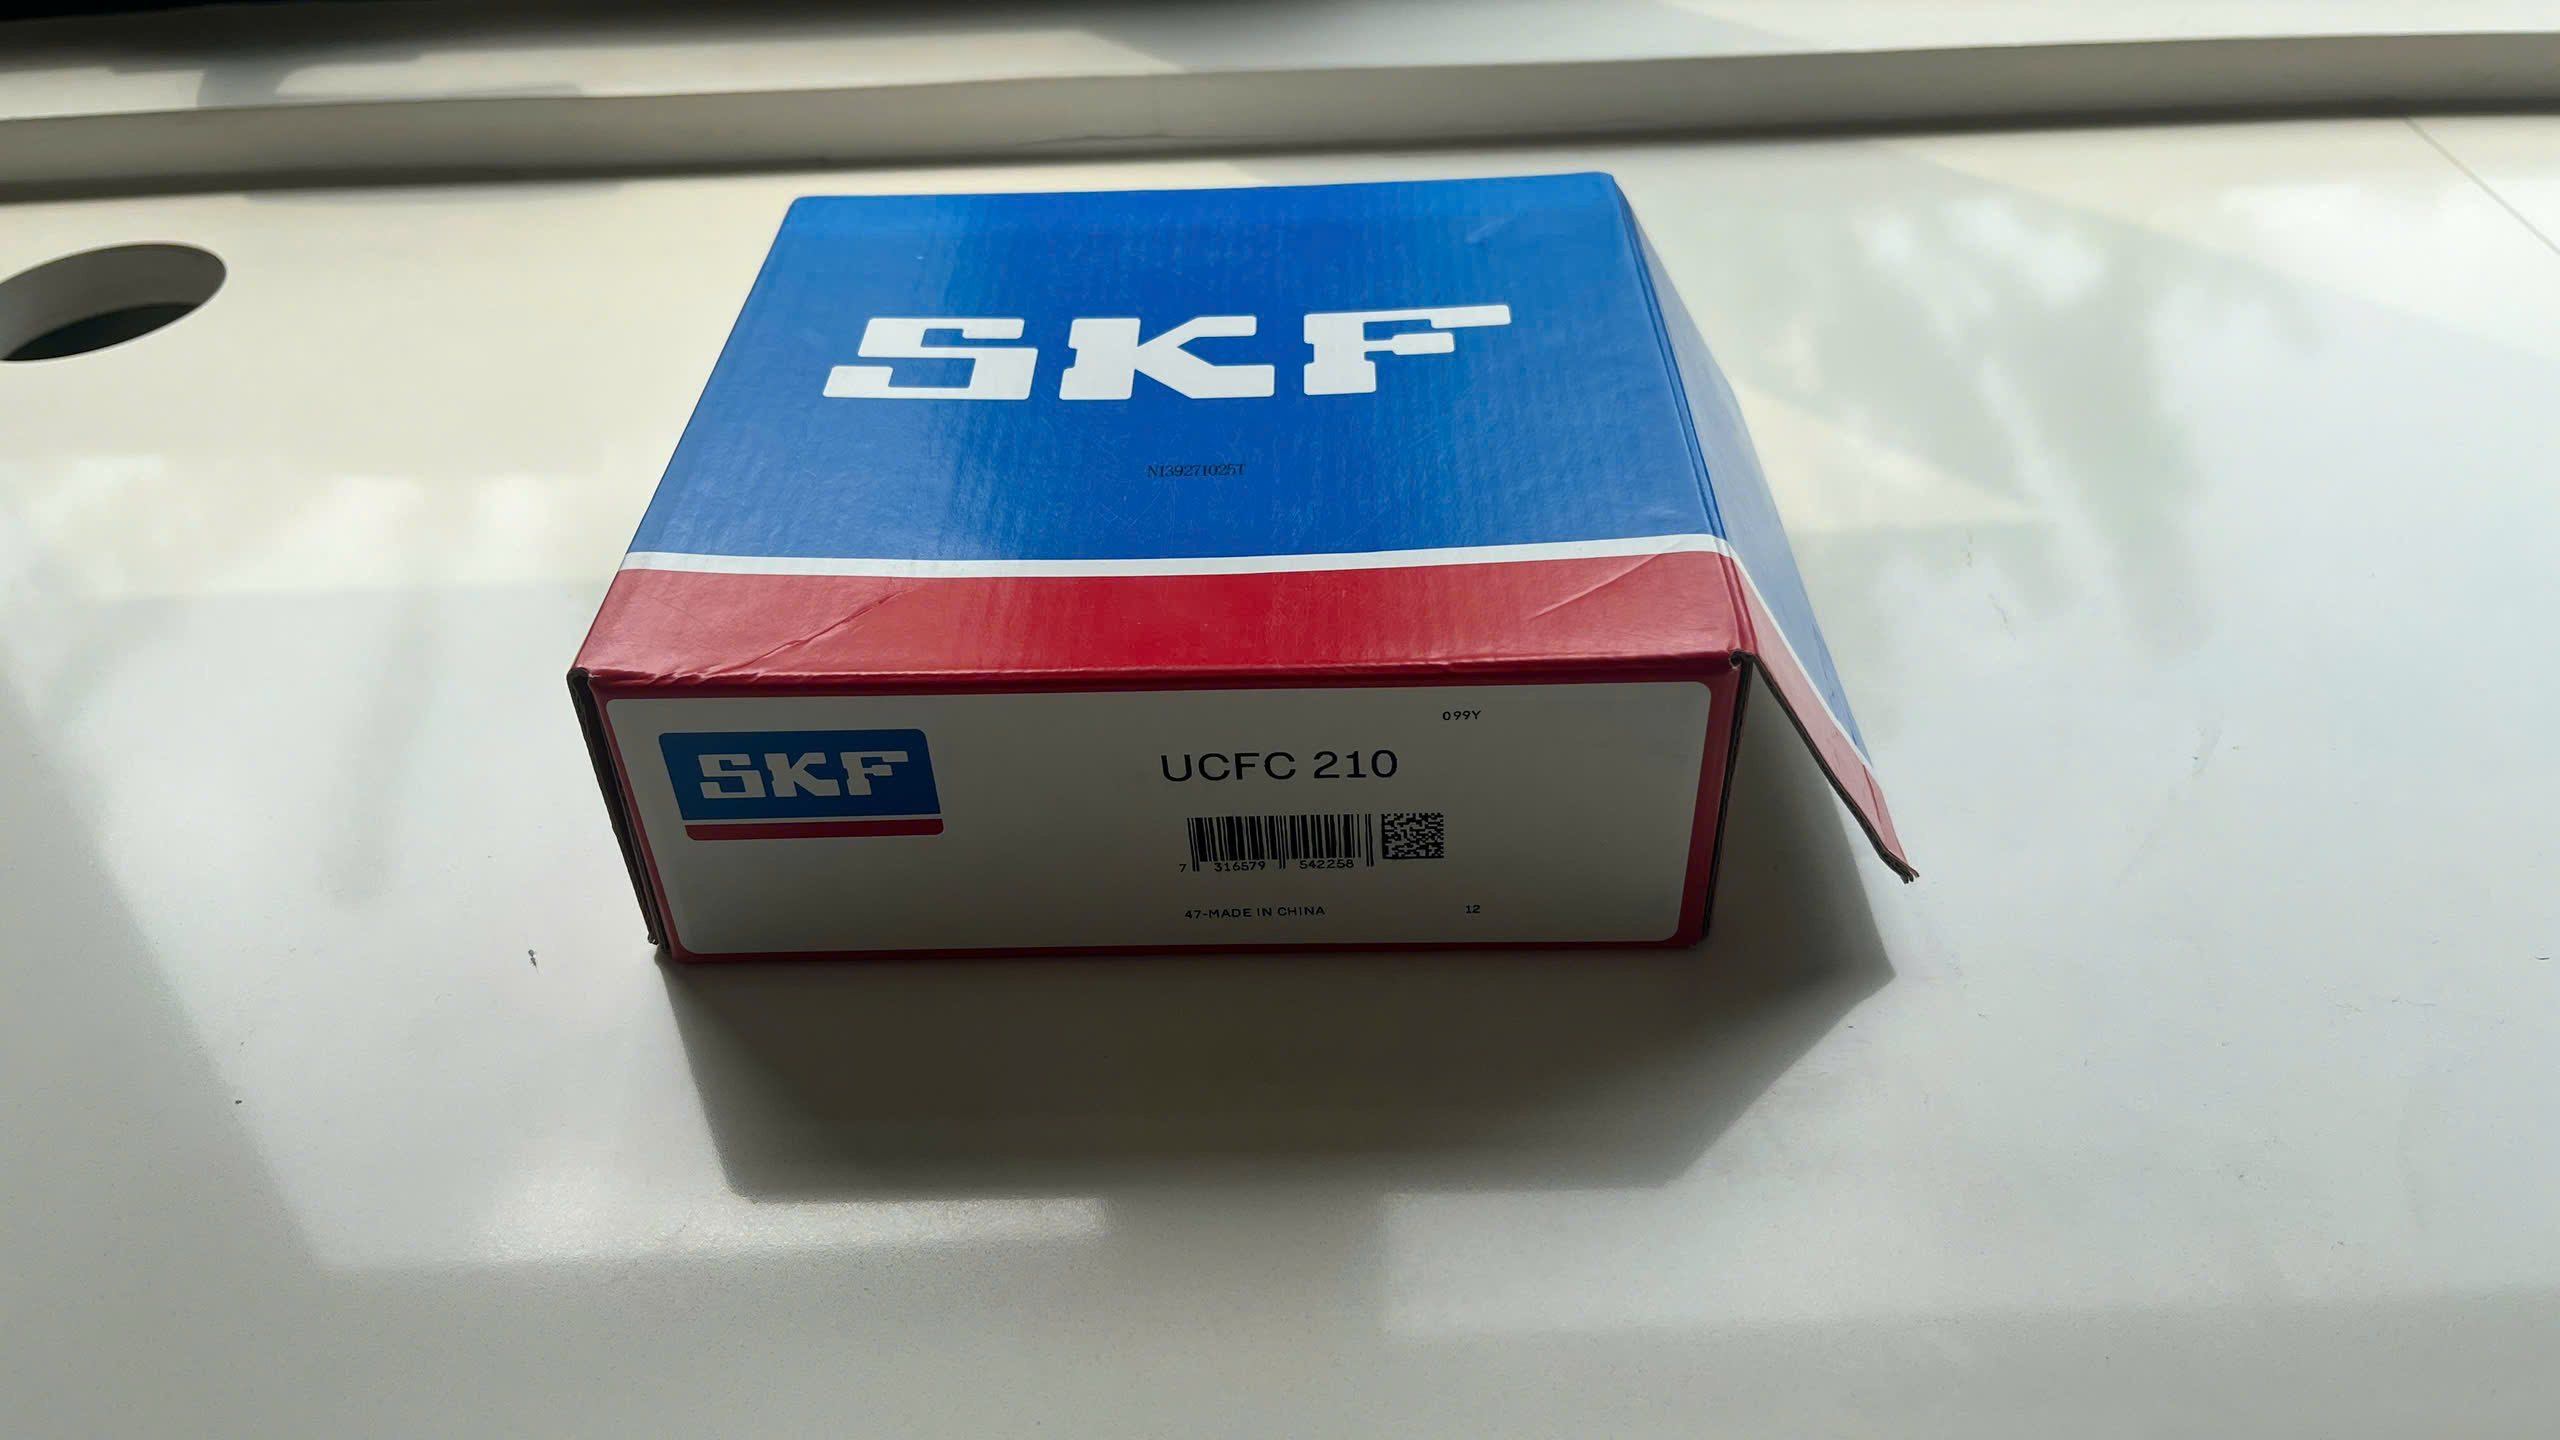 SKF
N139271025T
SKF
099Y
UCFC 210
7 316579 542258
47-MADE IN CHINA 12